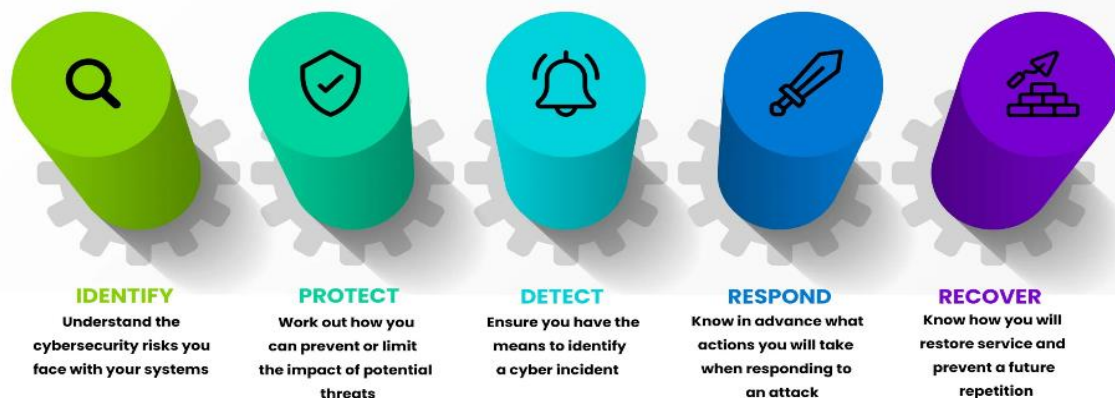 IDENTIFY
Understand the
cybersecurity risks you
face with your systems
PROTECT
Work out how you
can prevent or limit
the impact of potential
threats
DETECT
Ensure you have the
means to identify
a cyber incident
RESPOND
Know in advance what
actions you will take
when responding to
an attack
RECOVER
Know how you will
restore service and
prevent a future
repetition